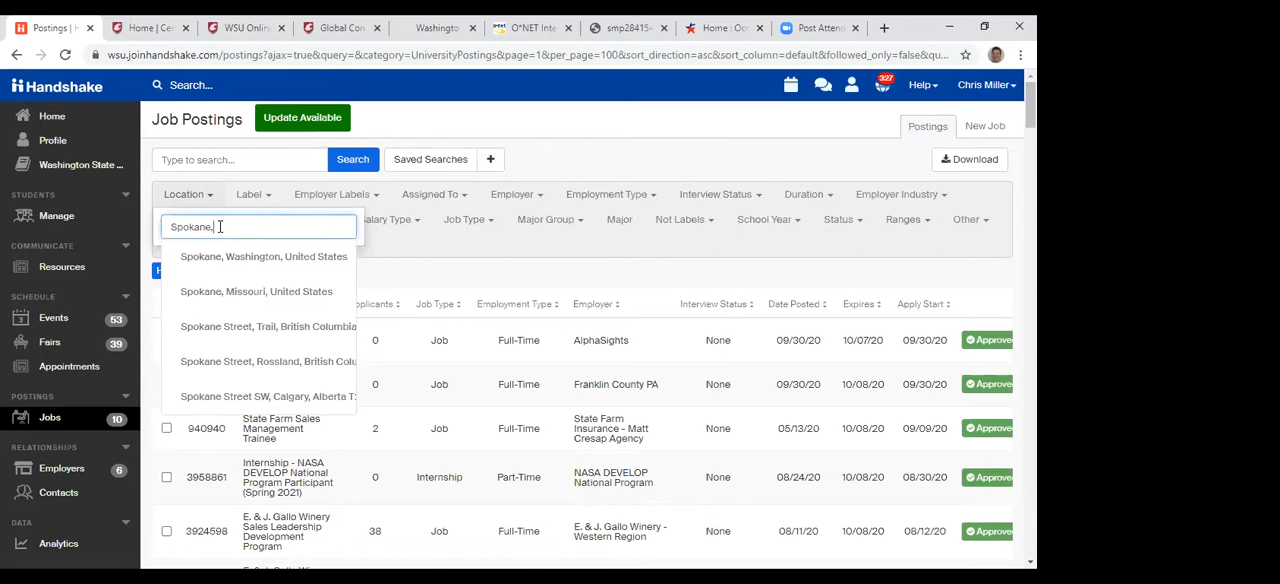 Postings |
Home | Cen
WSU Onlin
Global Con
Washington
O*NET Inte
smp284154
Home : Occ
Post Atteno
wsu.joinhandshake.com/postings?ajax=true&query=&category=UniversityPostings&page=1&per_page=100&sort_direction=asc&sort_column=default&followed_only=false&qu...
Handshake
Search...
327
Help
Chris Miller
Home
Profile
Washington State ...
STUDENTS
Manage
COMMUNICATE
Resources
SCHEDULE
Events 53
Fairs 39
Appointments
POSTINGS
Jobs 10
RELATIONSHIPS
Employers 6
Contacts
DATA
Analytics
Job Postings
Update Available
Postings
New Job
Type to search...
Search
Saved Searches
+
Download
Location
Label
Employer Labels
Assigned To
Employer
Employment Type
Interview Status
Duration
Employer Industry
alary Type
Job Type
Major Group
Major
Not Labels
School Year
Status
Ranges
Other
Spokane,
Spokane, Washington, United States
Spokane, Missouri, United States
Spokane Street, Trail, British Columbia
Spokane Street, Rossland, British Colu
Spokane Street SW, Calgary, Alberta T
H
pplicants
Job Type
Employment Type
Employer
Interview Status
Date Posted
Expires
Apply Start
0 Job Full-Time AlphaSights None 09/30/20 10/07/20 09/30/20 Approved
0 Job Full-Time Franklin County PA None 09/30/20 10/08/20 09/30/20 Approved
940940
State Farm Sales
Management
Trainee
2 Job Full-Time
State Farm
Insurance - Matt
Cresap Agency
None 05/13/20 10/08/20 09/09/20 Approved
3958861
Internship - NASA
DEVELOP National
Program Participant
(Spring 2021)
0 Internship Part-Time
NASA DEVELOP
National Program
None 08/24/20 10/08/20 08/30/20 Approved
3924598
E. & J. Gallo Winery
Sales Leadership
Development
Program
38 Job Full-Time
E. & J. Gallo Winery -
Western Region
None 08/11/20 10/08/20 08/12/20 Approved